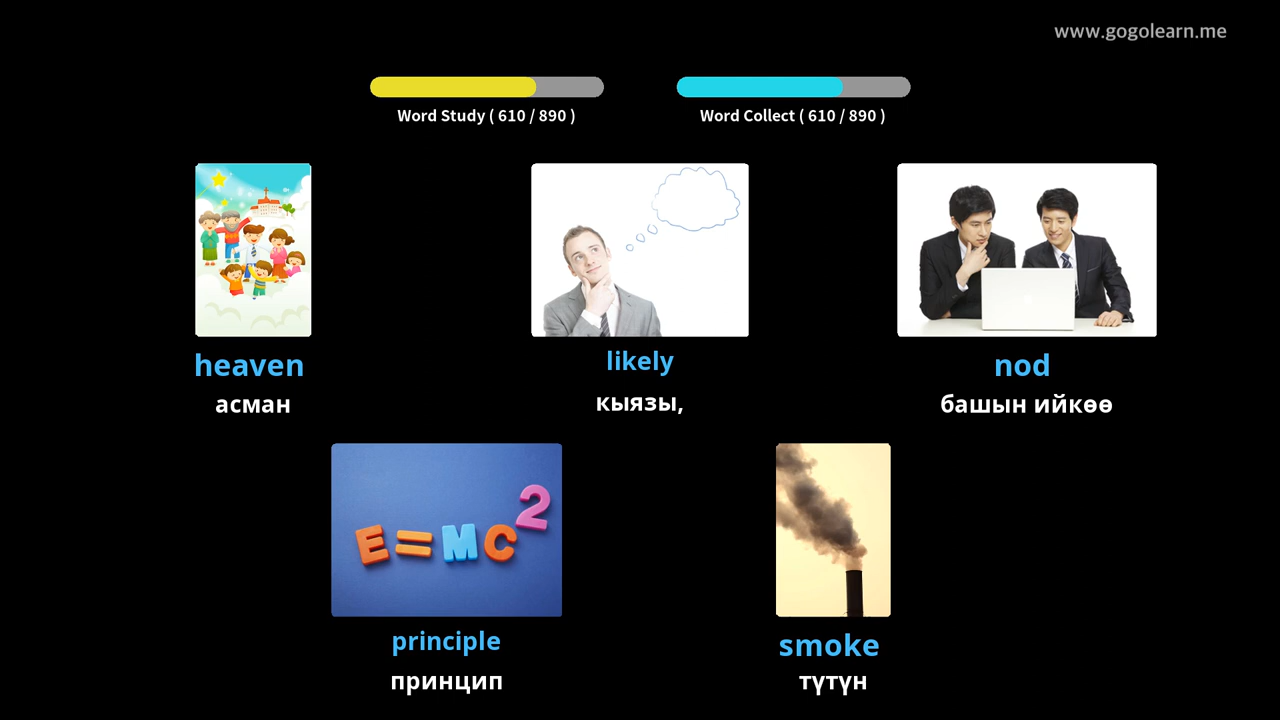 www.gogolearn.me
Word Study ( 610 / 890 )
Word Collect ( 610 / 890 )
heaven
асман
likely
кыязы,
nod
башын ийкөө
E=MC2
principle
принцип
smoke
түтүн